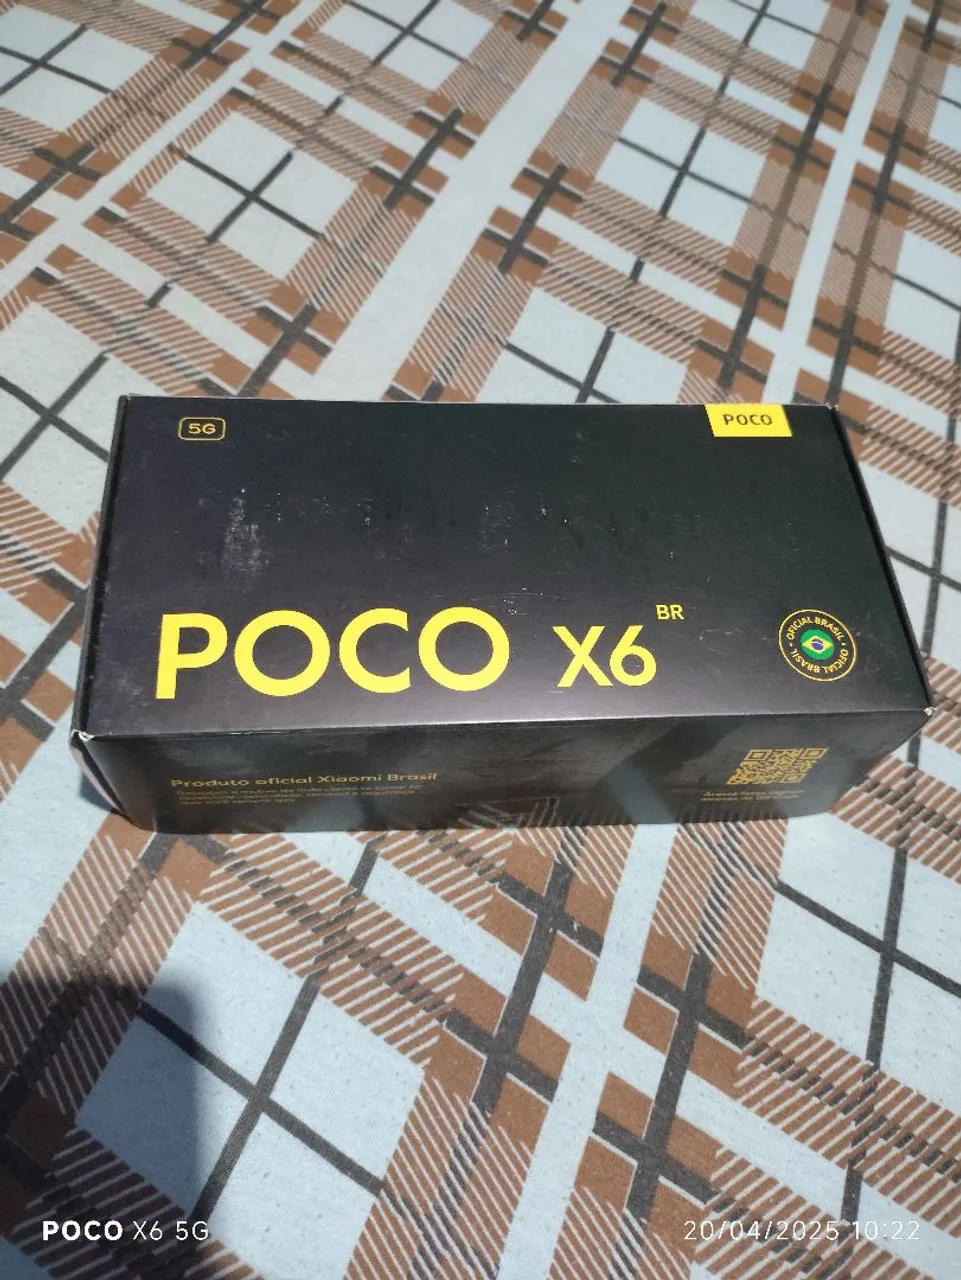 5G
POCO
POCO X6 BR
OFICIAL BRASIL • OFICIAL BRASIL •
Produto oficial Xiaomi Brasil
POCO X6 5G
20/04/2025 10:22